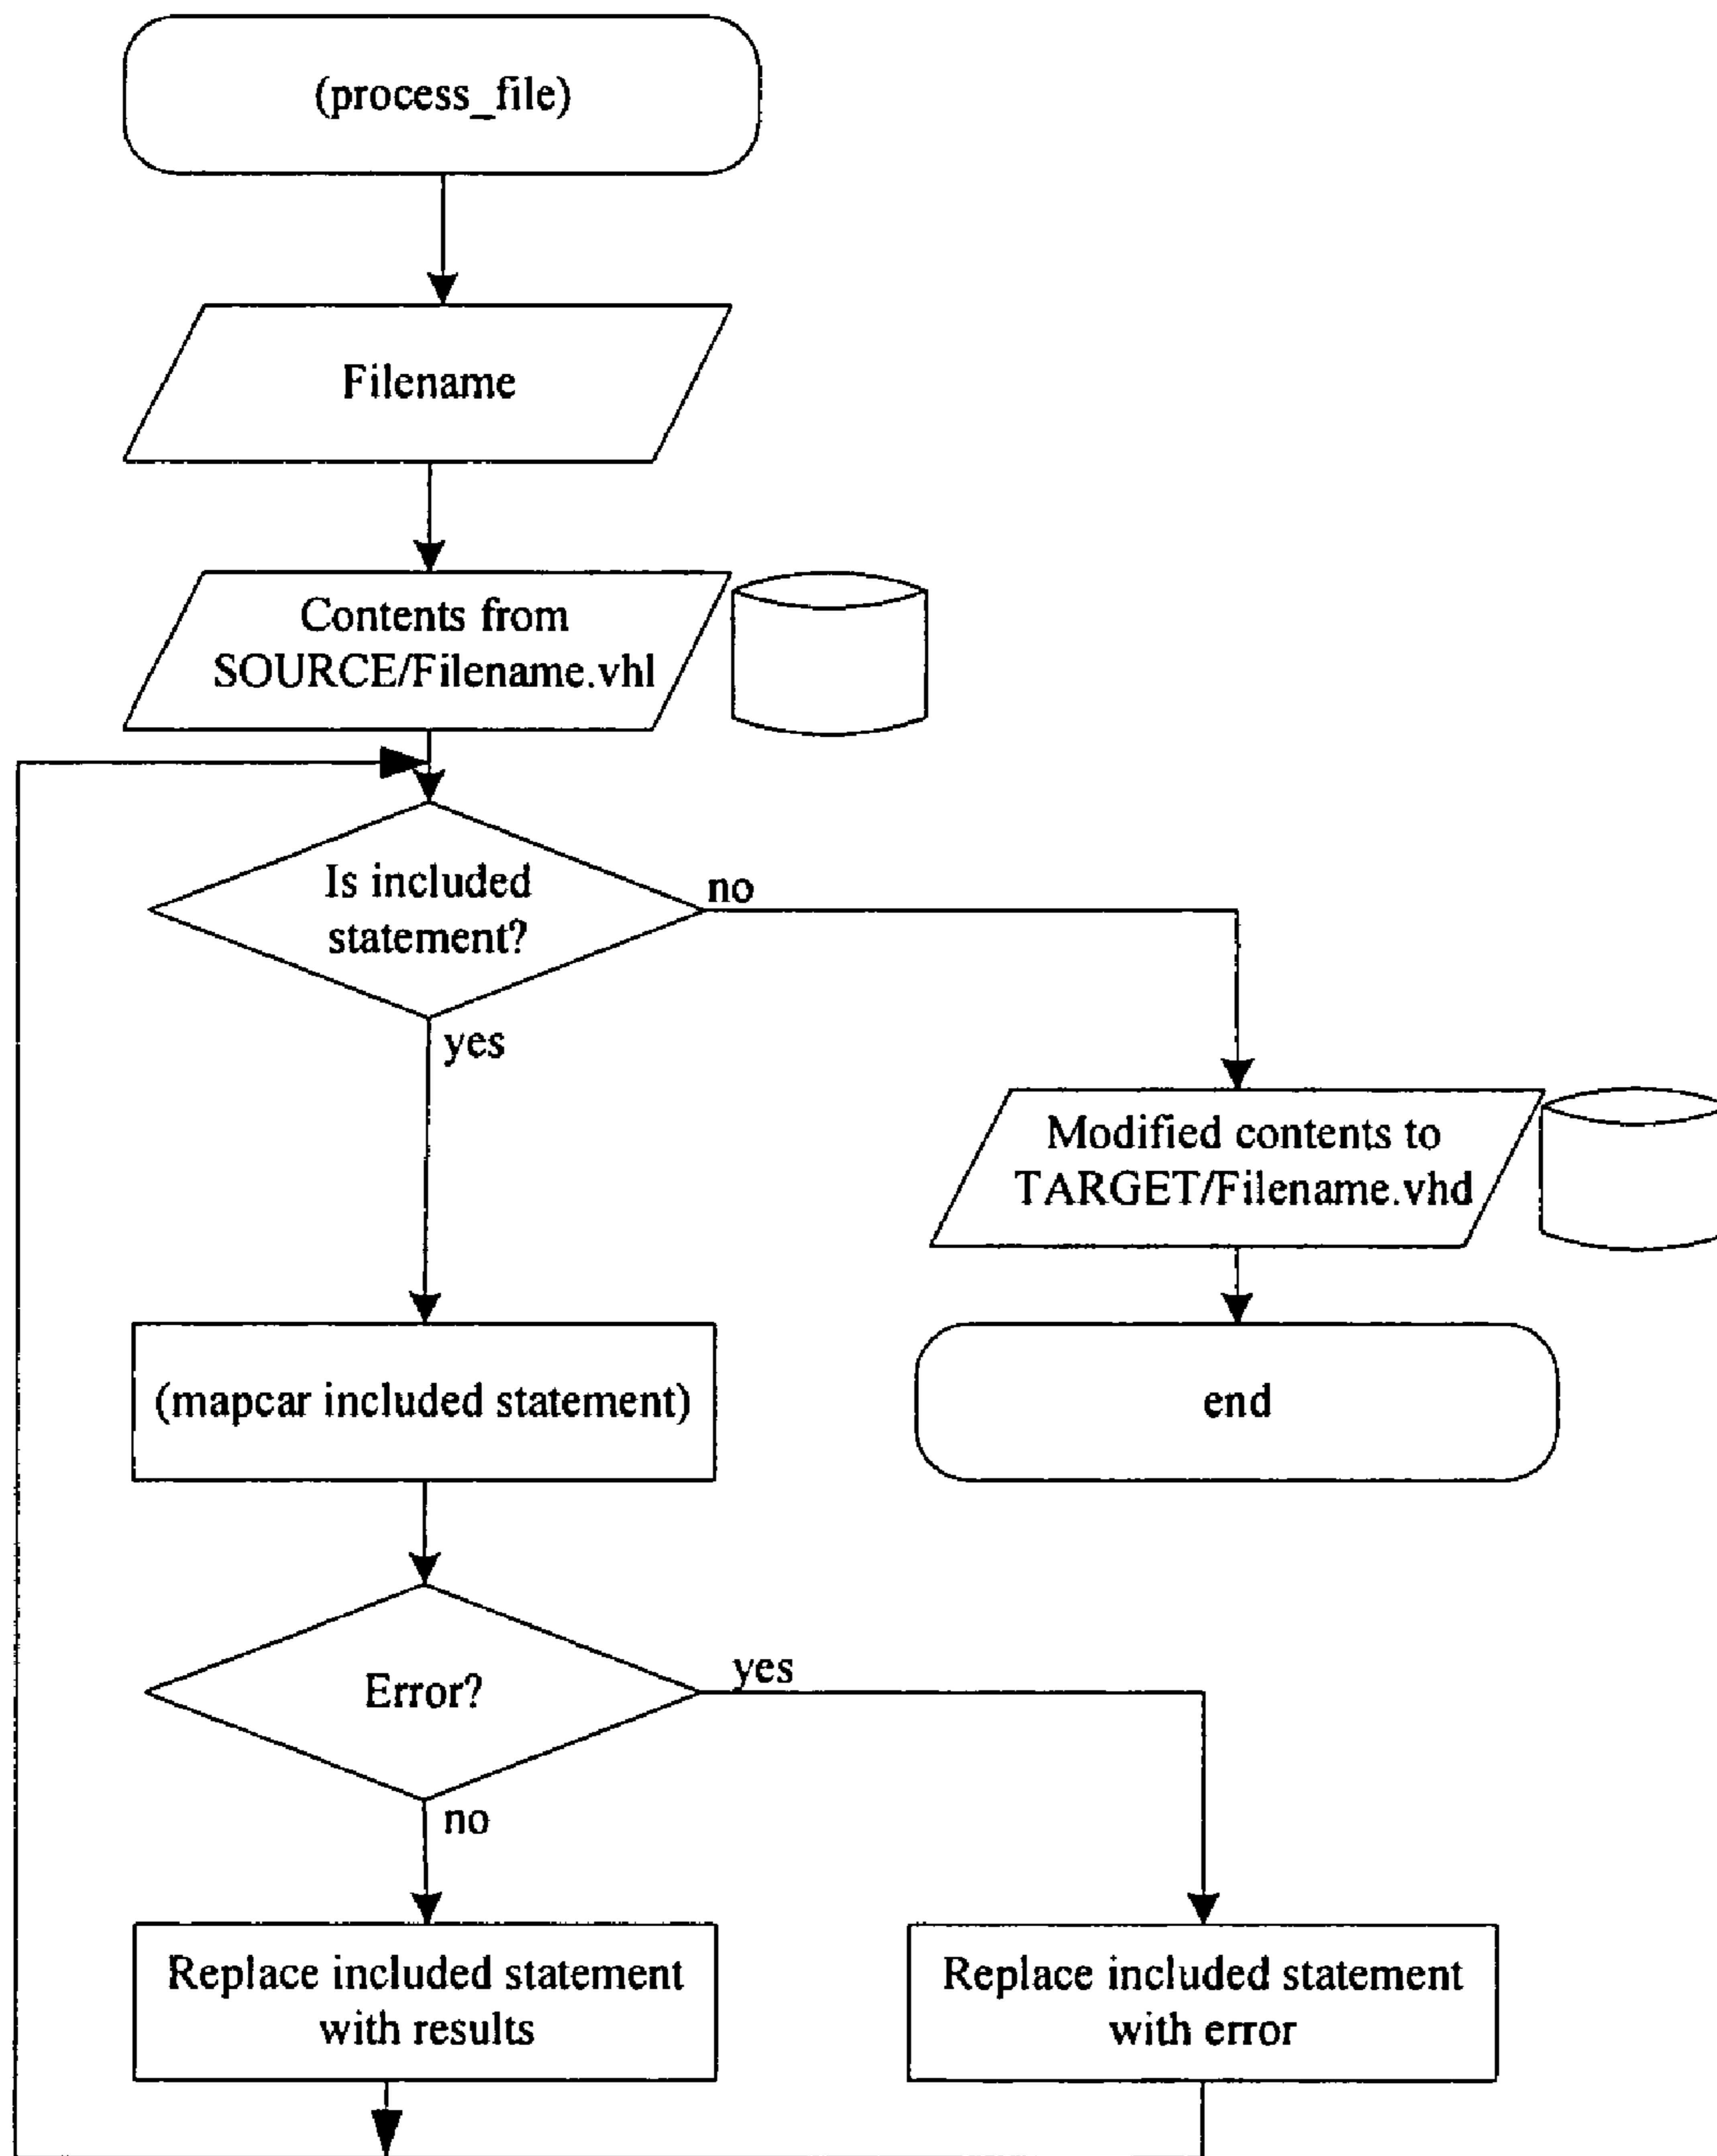 (process_file)
Filename
Contents from
SOURCE/Filename.vhl
Is included
statement?
no
yes
Modified contents to
TARGET/Filename.vhd
(mapcar included statement)
end
Error?
yes
no
Replace included statement
with results
Replace included statement
with error